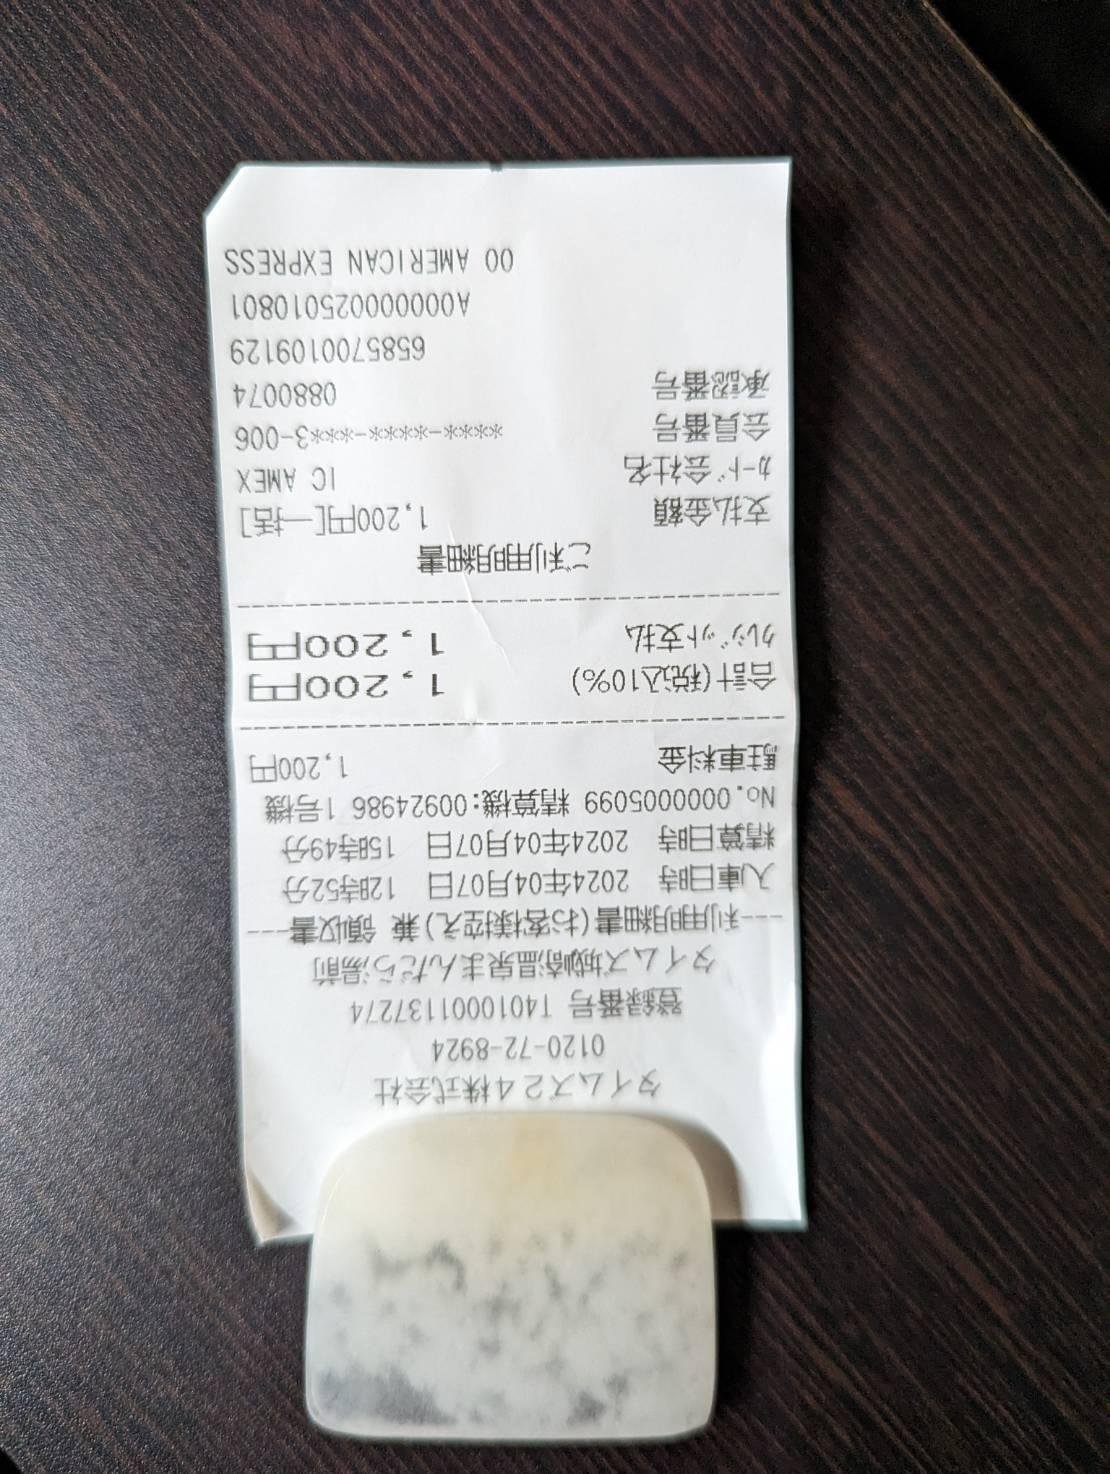 タイムズ24株式会社
0120-72-8924
登録番号 T4010001137274
タイムズ城崎温泉まんだら湯前
---利用明細書(お客様控え) 兼 領収書---
入庫日時 2024年04月07日 12時52分
精算日時 2024年04月07日 15時49分
No.0000005099 精算機:00924986 1号機
駐車料金 1,200円
合計(税込10%) 1,200円
クレジット支払 1,200円
ご利用明細書
支払金額 1,200円[一括]
カード会社名 IC AMEX
会員番号 ****-****-***3-006
承認番号 0880074
6585700109129
A000000025010801
00 AMERICAN EXPRESS